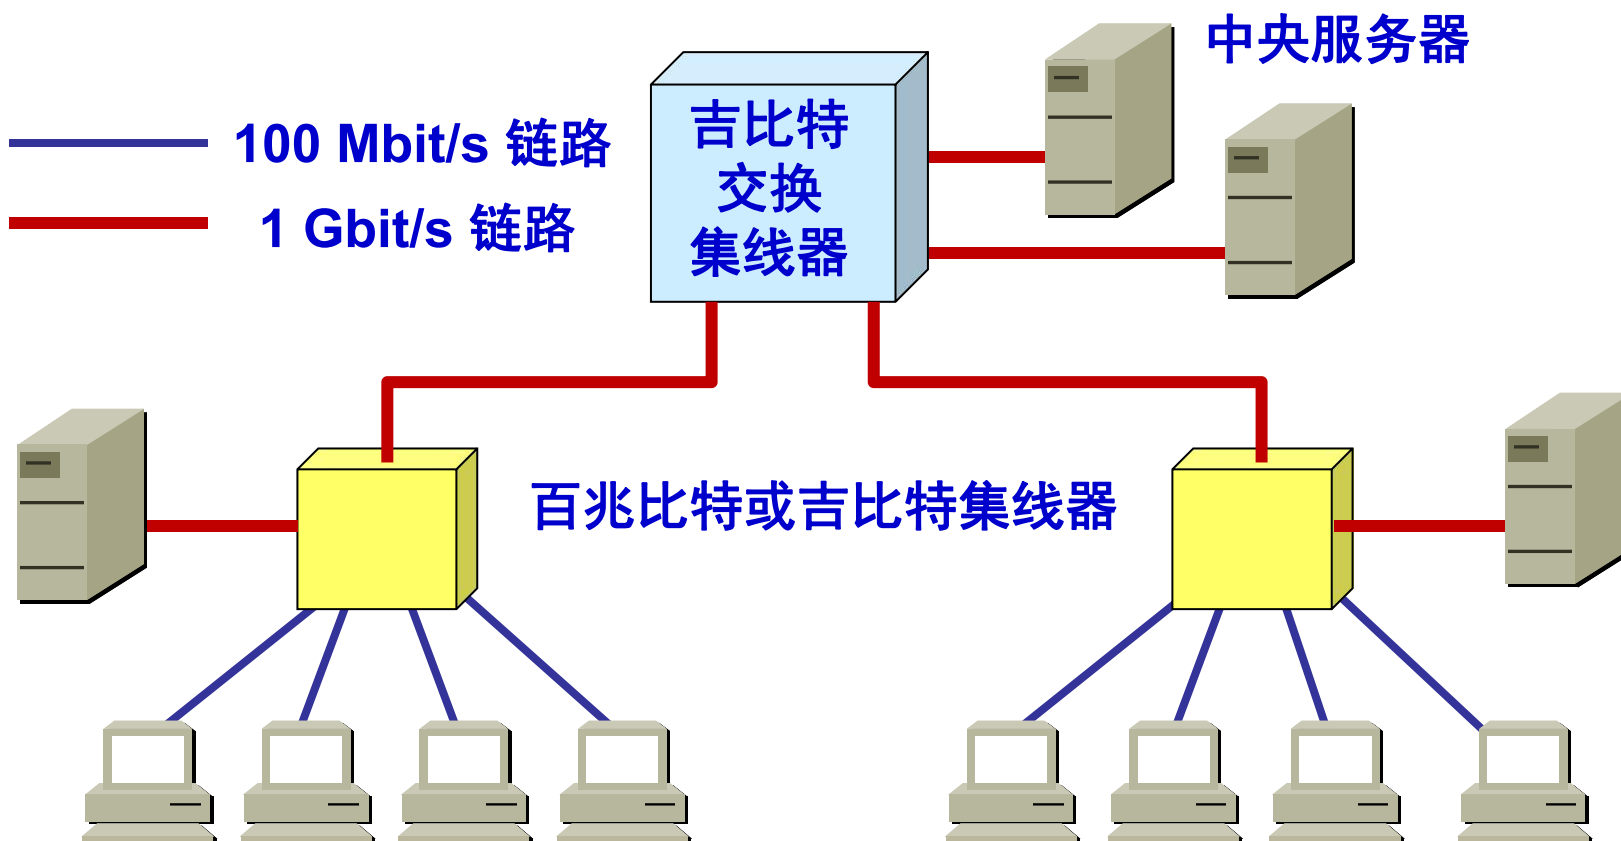 中央服务器
吉比特
交换
集线器
100 Mbit/s 链路
1 Gbit/s 链路
百兆比特或吉比特集线器